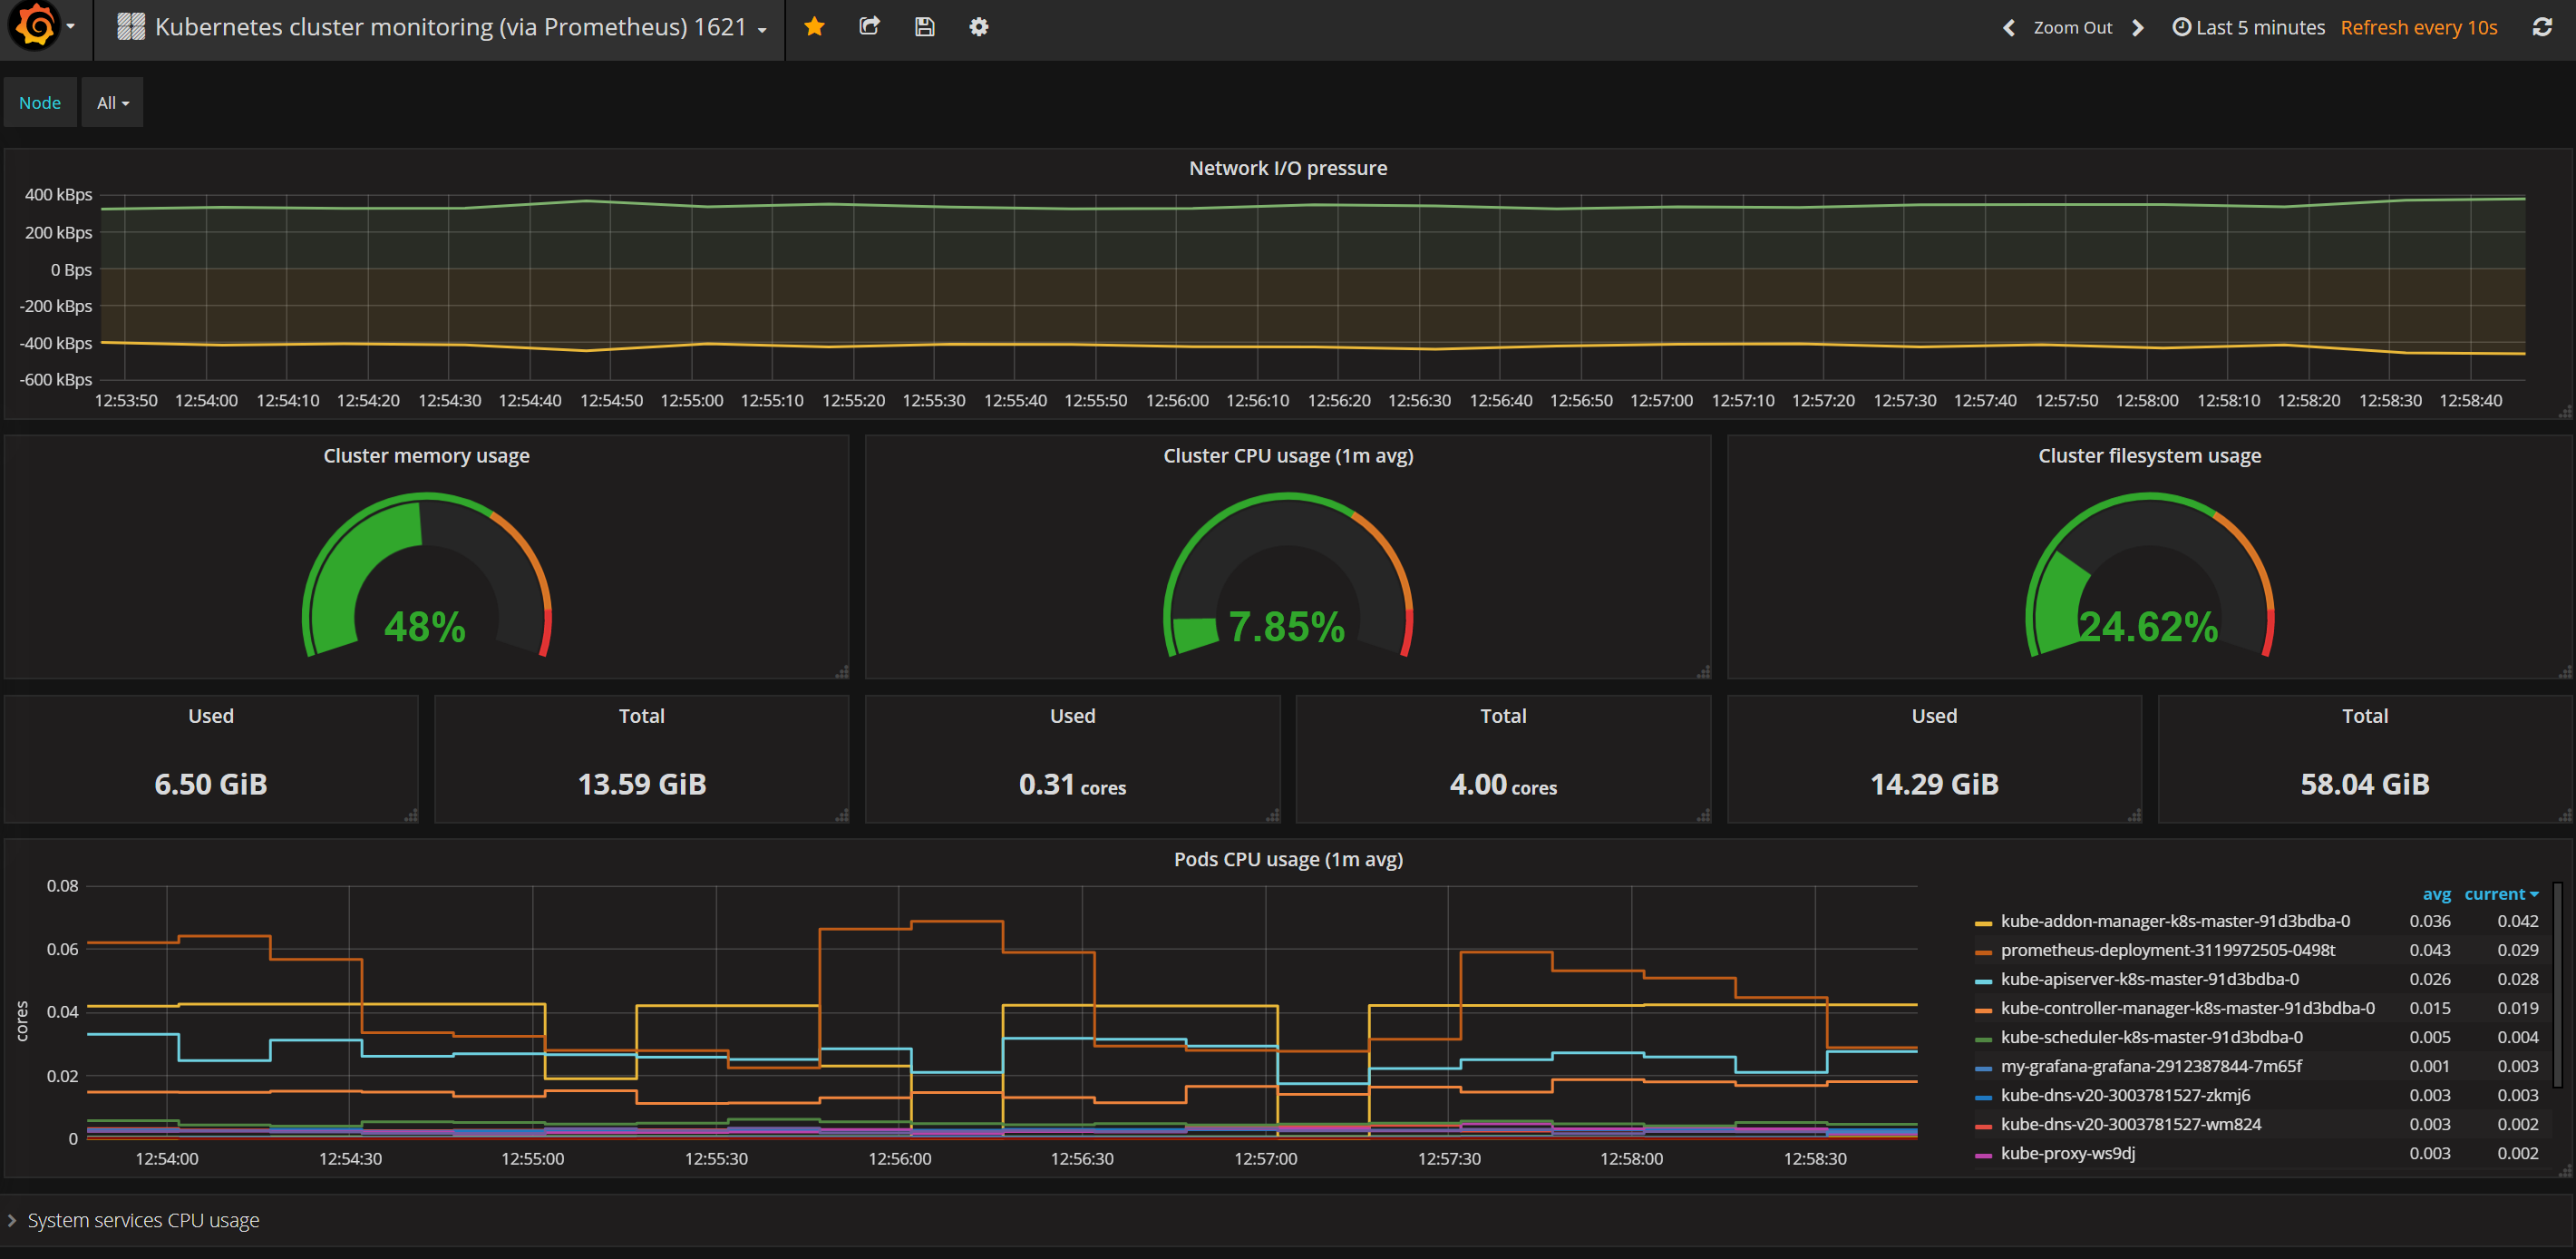 Kubernetes cluster monitoring (via Prometheus) 1621
Zoom Out
Last 5 minutes Refresh every 10s
Node All
Network I/O pressure
400 kBps
200 kBps
0 Bps
-200 kBps
-400 kBps
-600 kBps
12:53:50 12:54:00 12:54:10 12:54:20 12:54:30 12:54:40 12:54:50 12:55:00 12:55:10 12:55:20 12:55:30 12:55:40 12:55:50 12:56:00 12:56:10 12:56:20 12:56:30 12:56:40 12:56:50 12:57:00 12:57:10 12:57:20 12:57:30 12:57:40 12:57:50 12:58:00 12:58:10 12:58:20 12:58:30 12:58:40
Cluster memory usage
48%
Cluster CPU usage (1m avg)
7.85%
Cluster filesystem usage
24.62%
Used
6.50 GiB
Total
13.59 GiB
Used
0.31 cores
Total
4.00 cores
Used
14.29 GiB
Total
58.04 GiB
Pods CPU usage (1m avg)
cores
0.08
0.06
0.04
0.02
0
12:54:00 12:54:30 12:55:00 12:55:30 12:56:00 12:56:30 12:57:00 12:57:30 12:58:00 12:58:30
avg current
kube-addon-manager-k8s-master-91d3bdba-0 0.036 0.042
prometheus-deployment-3119972505-0498t 0.043 0.029
kube-apiserver-k8s-master-91d3bdba-0 0.026 0.028
kube-controller-manager-k8s-master-91d3bdba-0 0.015 0.019
kube-scheduler-k8s-master-91d3bdba-0 0.005 0.004
my-grafana-grafana-2912387844-7m65f 0.001 0.003
kube-dns-v20-3003781527-zkmj6 0.003 0.003
kube-dns-v20-3003781527-wm824 0.003 0.002
kube-proxy-ws9dj 0.003 0.002
System services CPU usage